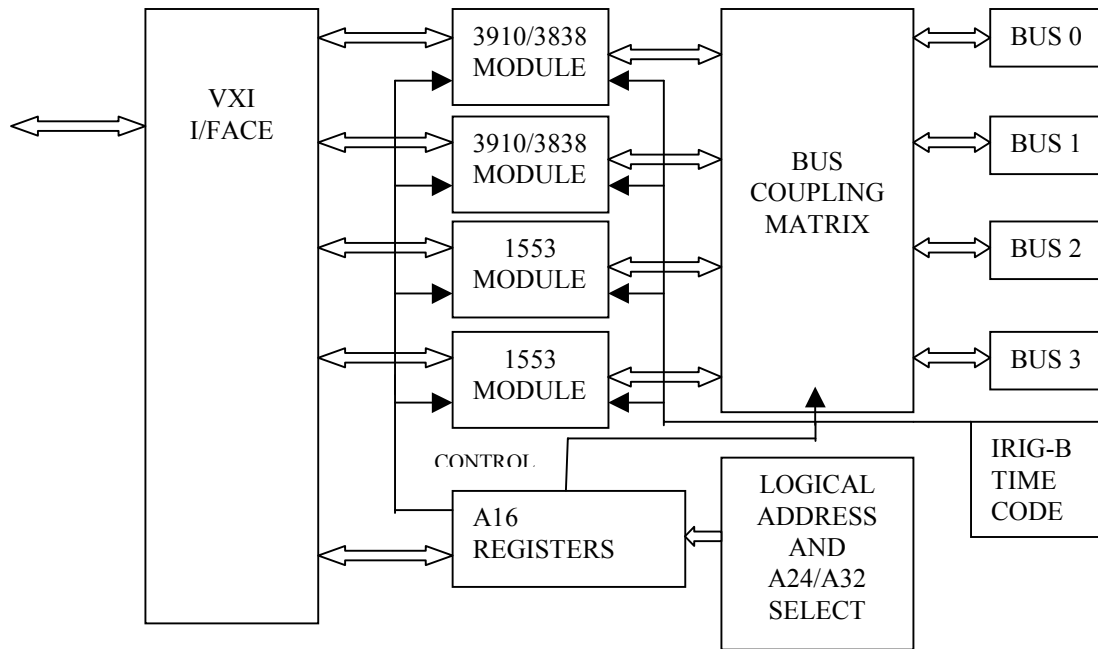 3910/3838
MODULE
BUS 0
VXI
I/FACE
3910/3838
MODULE
BUS
COUPLING
MATRIX
BUS 1
1553
MODULE
BUS 2
1553
MODULE
BUS 3
CONTROL
A16
REGISTERS
LOGICAL
ADDRESS
AND
A24/A32
SELECT
IRIG-B
TIME
CODE